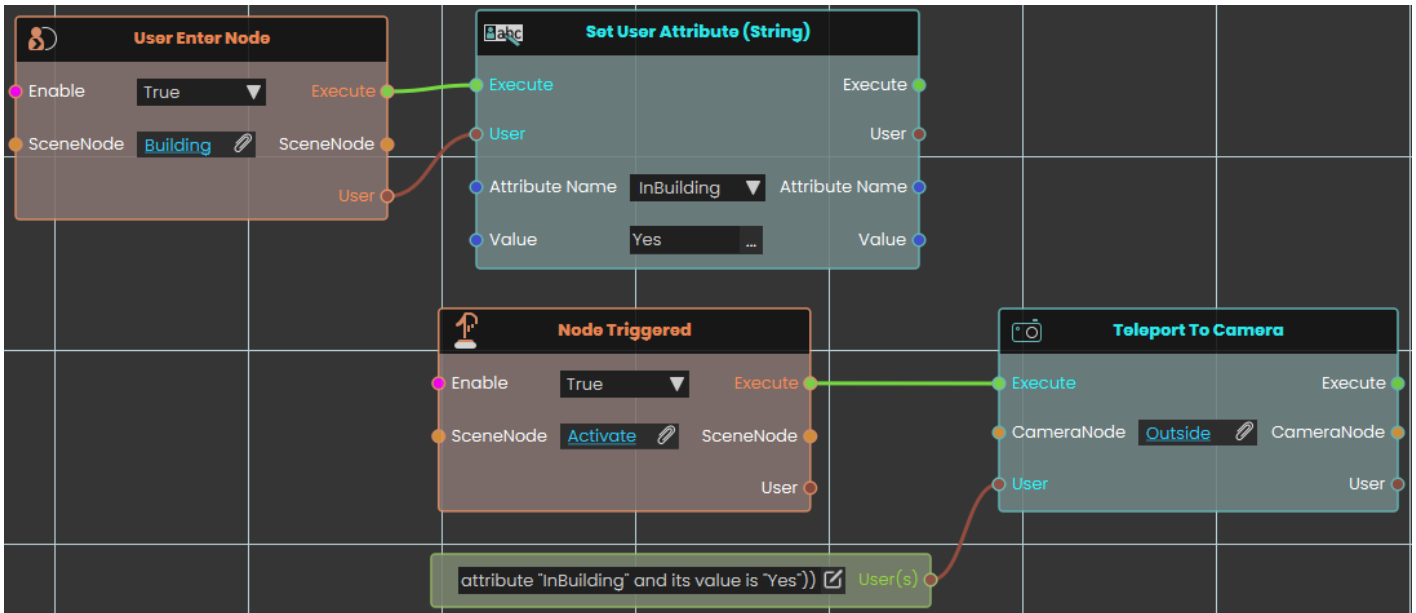 User Enter Node
Enable True Execute
SceneNode Building SceneNode
User
abc Set User Attribute (String)
Execute Execute
User User
Attribute Name InBuilding Attribute Name
Value Yes ... Value
Node Triggered
Enable True Execute
SceneNode Activate SceneNode
User
Teleport To Camera
Execute Execute
CameraNode Outside CameraNode
User User
attribute "InBuilding" and its value is "Yes")) User(s)